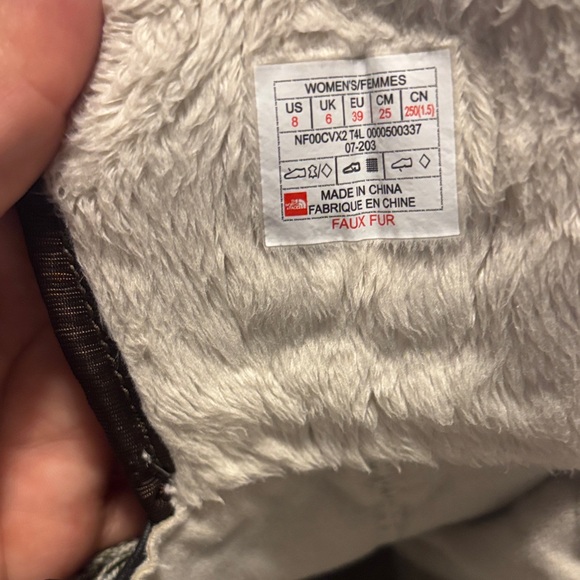 WOMEN'S/FEMMES
US UK EU CM CN
8 6 39 25 250(1.5)
NF00CVX2 T4L 0000500337
07-203
MADE IN CHINA
FABRIQUE EN CHINE
FAUX FUR